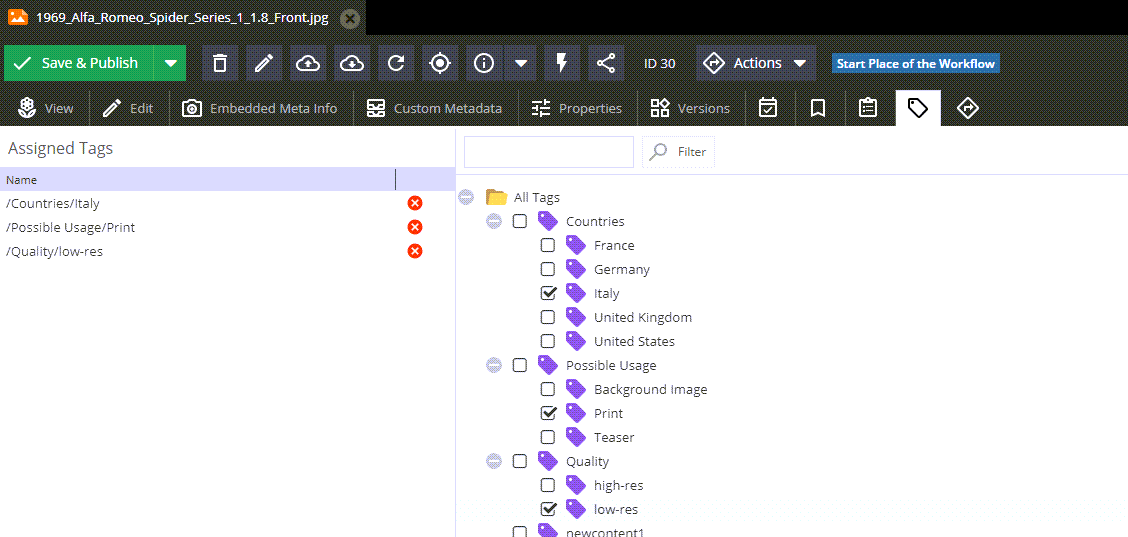 1969_Alfa_Romeo_Spider_Series_1_1.8_Front.jpg
Save & Publish
ID 30
Actions
Start Place of the Workflow
View
Edit
Embedded Meta Info
Custom Metadata
Properties
Versions
Assigned Tags
Name
/Countries/Italy
/Possible Usage/Print
/Quality/low-res
Filter
All Tags
Countries
France
Germany
Italy
United Kingdom
United States
Possible Usage
Background Image
Print
Teaser
Quality
high-res
low-res
newcontent1